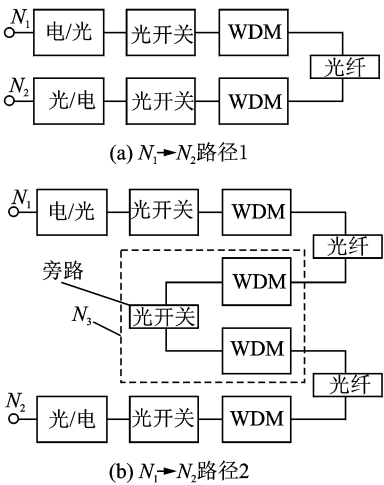 N₁ 电/光 光开关 WDM
光纤
N₂ 光/电 光开关 WDM
(a) N₁→N₂路径1
N₁ 电/光 光开关 WDM
光纤
旁路 WDM
N₃ 光开关
WDM
光纤
N₂ 光/电 光开关 WDM
(b) N₁→N₂路径2